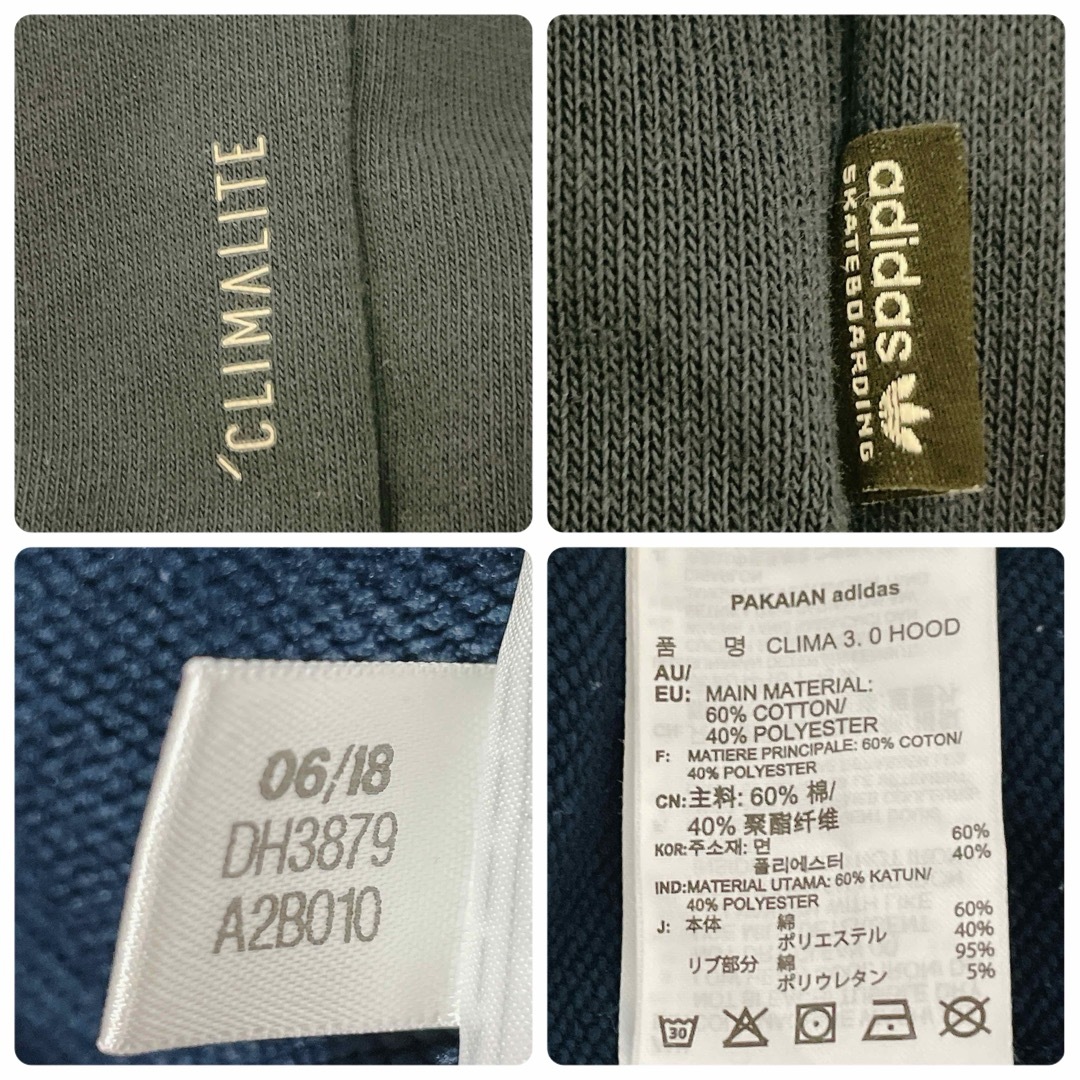 'CLIMALITE
adidas
SKATEBOARDING
06/18
DH3879
A2B010
PAKAIAN adidas
품 명 CLIMA 3. 0 HOOD
AU/
EU: MAIN MATERIAL:
60% COTTON/
40% POLYESTER
F: MATIERE PRINCIPALE: 60% COTON/
40% POLYESTER
CN:主料: 60% 棉/
40% 聚酯纤维
KOR:주소재: 면 60%
폴리에스터 40%
IND:MATERIAL UTAMA: 60% KATUN/
40% POLYESTER
J: 本体 綿 60%
ポリエステル 40%
リブ部分 綿 95%
ポリウレタン 5%
30